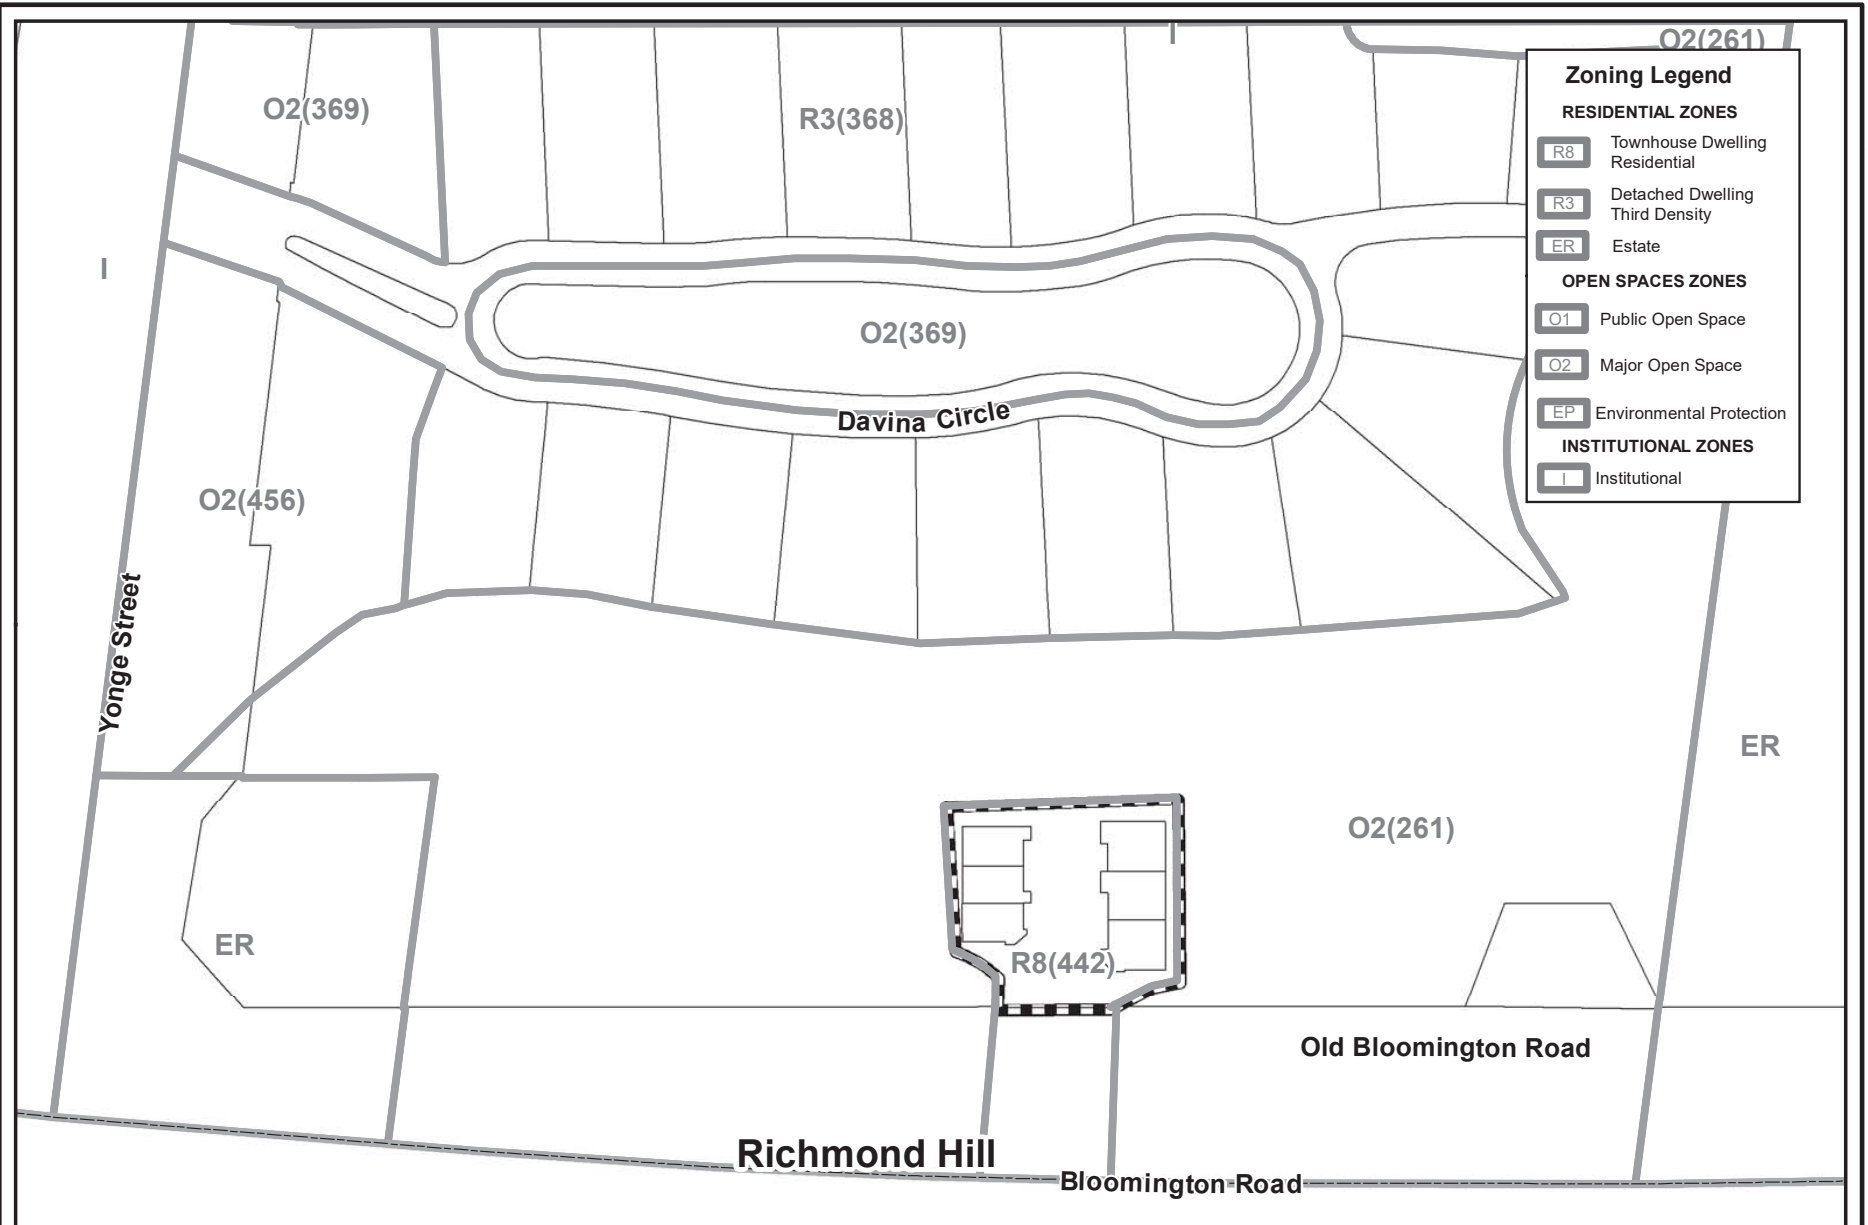 O2(261)
O2(369)
R3(368)
I
I
O2(369)
Davina Circle
O2(456)
Yonge Street
ER
O2(261)
ER
R8(442)
Old Bloomington Road
Richmond Hill
Bloomington Road
Zoning Legend
RESIDENTIAL ZONES
R8 Townhouse Dwelling
Residential
R3 Detached Dwelling
Third Density
ER Estate
OPEN SPACES ZONES
O1 Public Open Space
O2 Major Open Space
EP Environmental Protection
INSTITUTIONAL ZONES
I Institutional